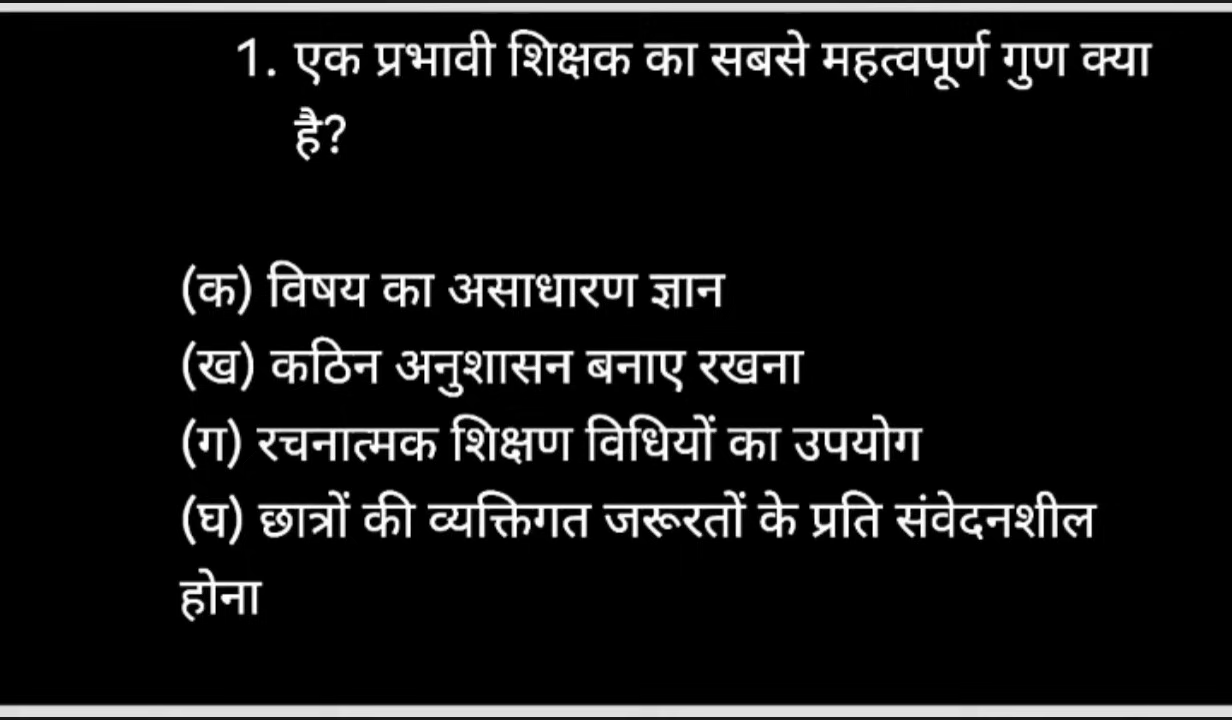 1. एक प्रभावी शिक्षक का सबसे महत्वपूर्ण गुण क्या
है?
(क) विषय का असाधारण ज्ञान
(ख) कठिन अनुशासन बनाए रखना
(ग) रचनात्मक शिक्षण विधियों का उपयोग
(घ) छात्रों की व्यक्तिगत जरूरतों के प्रति संवेदनशील
होना